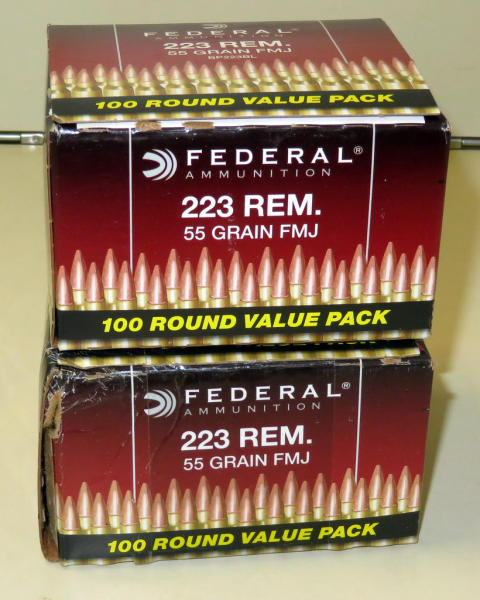 FEDERAL
AMMUNITION
223 REM.
55 GRAIN FMJ
BP223BL
100 ROUND VALUE PACK
FEDERAL®
AMMUNITION
223 REM.
55 GRAIN FMJ
100 ROUND VALUE PACK
FEDERAL®
AMMUNITION
223 REM.
55 GRAIN FMJ
100 ROUND VALUE PACK